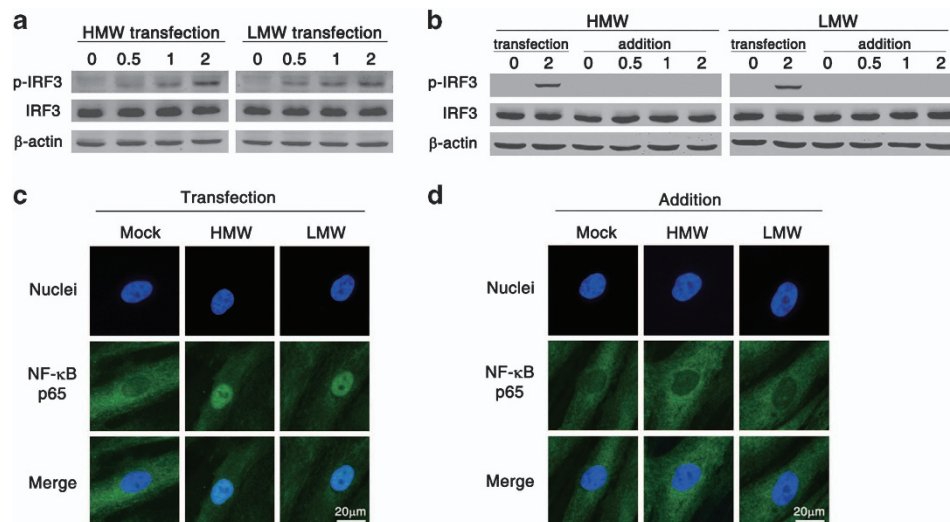 a
HMW transfection LMW transfection
0 0.5 1 2 0 0.5 1 2
p-IRF3
IRF3
β-actin
b
HMW LMW
transfection addition transfection addition
0 2 0 0.5 1 2 0 2 0 0.5 1 2
p-IRF3
IRF3
β-actin
c
Transfection
Mock HMW LMW
Nuclei
NF-κB
p65
Merge
20μm
d
Addition
Mock HMW LMW
Nuclei
NF-κB
p65
Merge
20μm